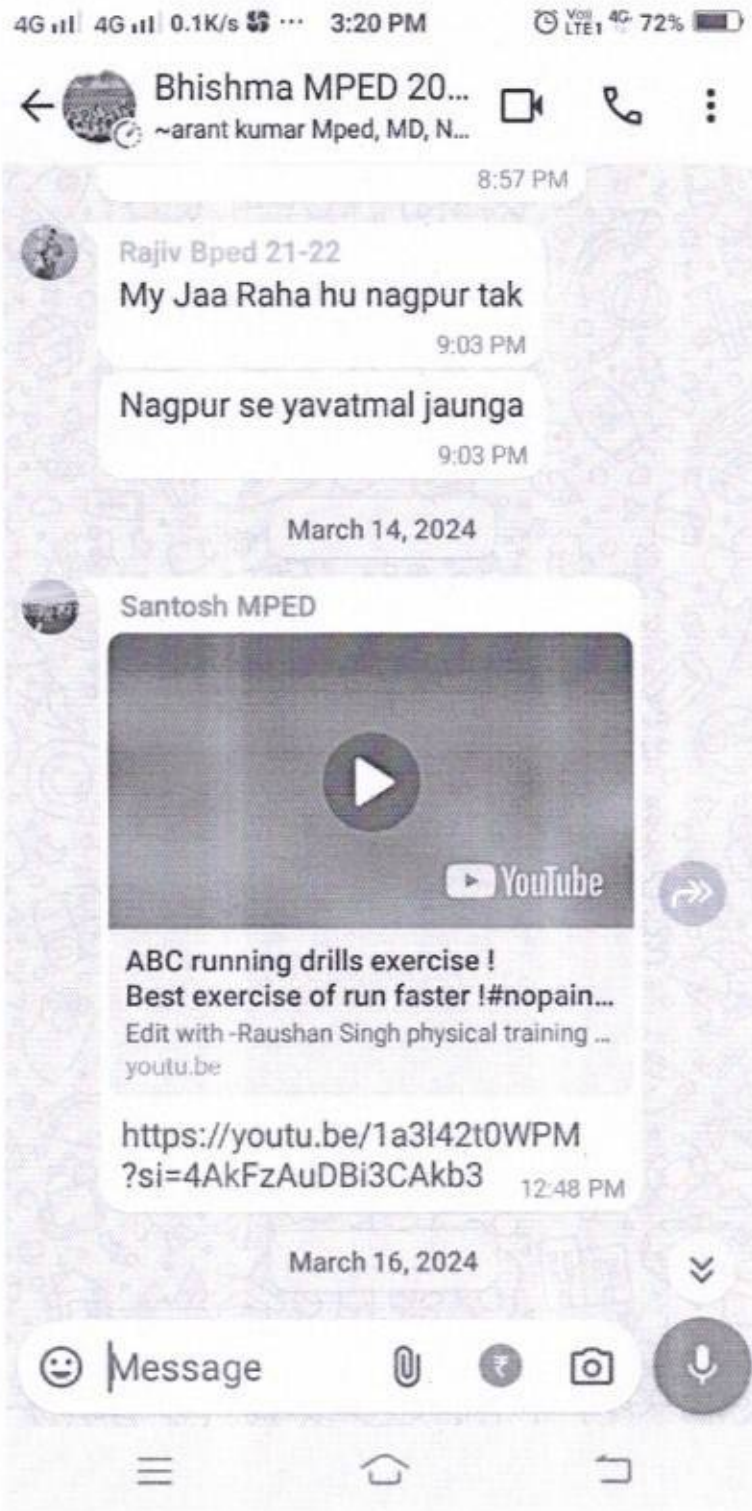 4G 4G 0.1K/s ... 3:20 PM Vo)) LTE1 4G 72%
Bhishma MPED 20...
~arant kumar Mped, MD, N...
8:57 PM
Rajiv Bped 21-22
My Jaa Raha hu nagpur tak
9:03 PM
Nagpur se yavatmal jaunga
9:03 PM
March 14, 2024
Santosh MPED
YouTube
ABC running drills exercise !
Best exercise of run faster !#nopain...
Edit with -Raushan Singh physical training ...
youtu.be
https://youtu.be/1a3l42t0WPM
?si=4AkFzAuDBi3CAkb3
12:48 PM
March 16, 2024
Message
₹